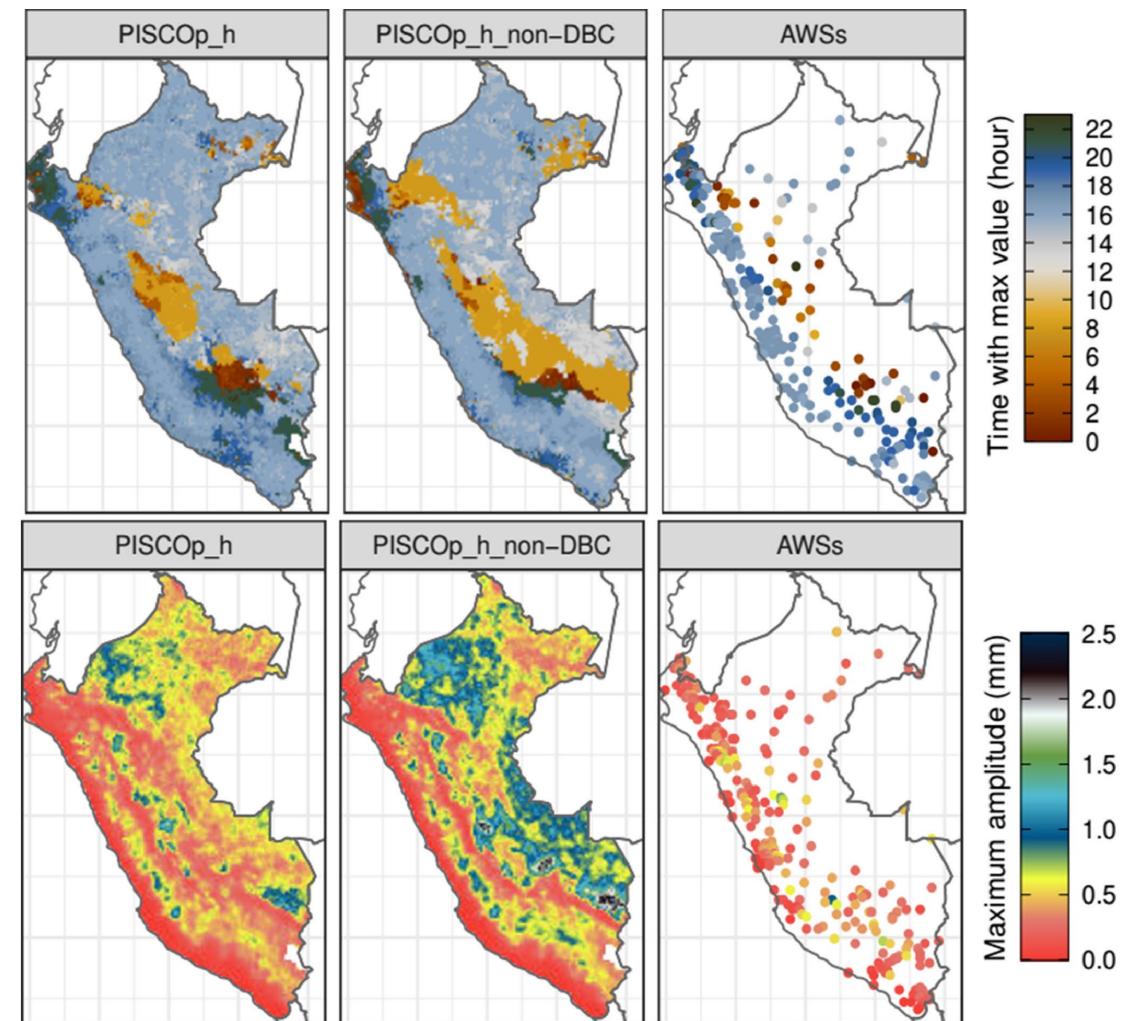 PISCOp_h
PISCOp_h_non−DBC
AWSs
Time with max value (hour)
22
20
18
16
14
12
10
8
6
4
2
0
PISCOp_h
PISCOp_h_non−DBC
AWSs
Maximum amplitude (mm)
2.5
2.0
1.5
1.0
0.5
0.0